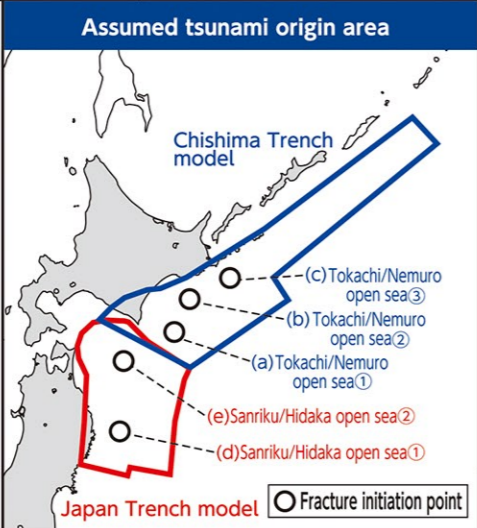 Assumed tsunami origin area
Chishima Trench
model
(c)Tokachi/Nemuro
open sea③
(b)Tokachi/Nemuro
open sea②
(a)Tokachi/Nemuro
open sea①
(e)Sanriku/Hidaka open sea②
(d)Sanriku/Hidaka open sea①
Japan Trench model
Fracture initiation point